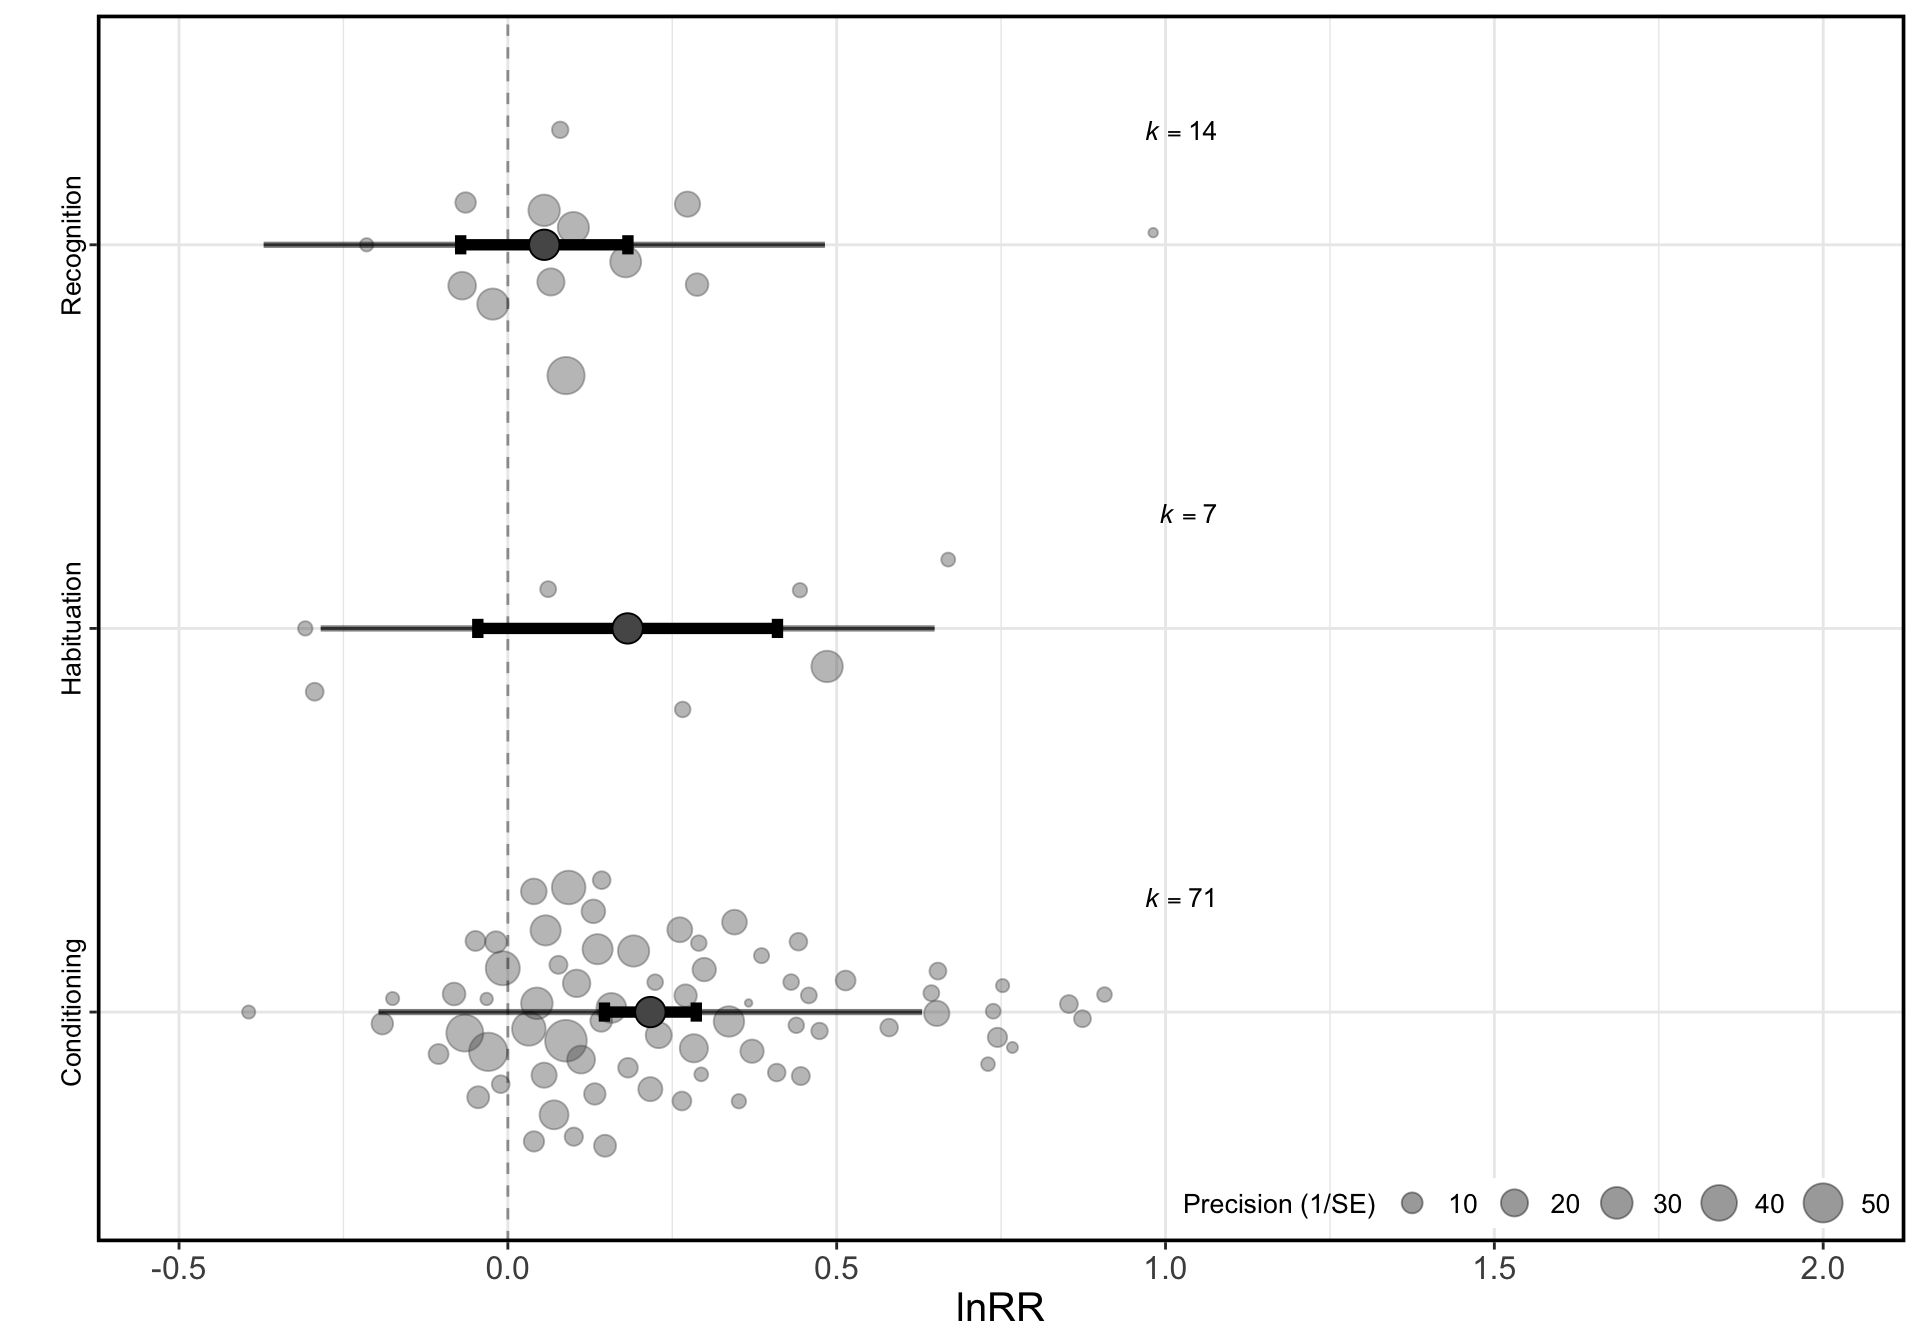 k = 14
Recognition
k = 7
Habituation
k = 71
Conditioning
Precision (1/SE) 10 20 30 40 50
-0.5 0.0 0.5 1.0 1.5 2.0
lnRR